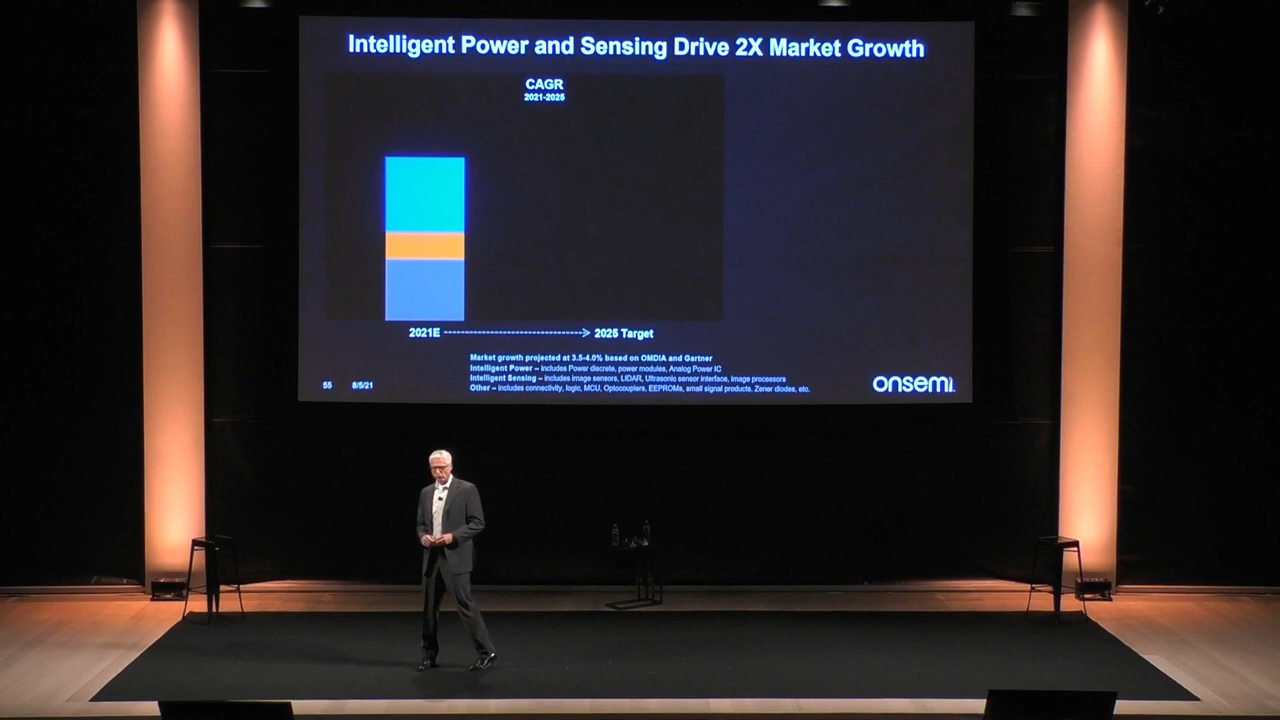 Intelligent Power and Sensing Drive 2X Market Growth
CAGR
2021-2025
2021E
2025 Target
Market growth projected at 3.5-4.0% based on OMDIA and Gartner
Intelligent Power – includes Power discrete, power modules, Analog Power IC
Intelligent Sensing – includes image sensors, LIDAR, Ultrasonic sensor interface, image processors
Other – includes connectivity, logic, MCU, Optocouplers, EEPROMs, small signal products, Zener diodes, etc.
55
8/5/21
onsemi